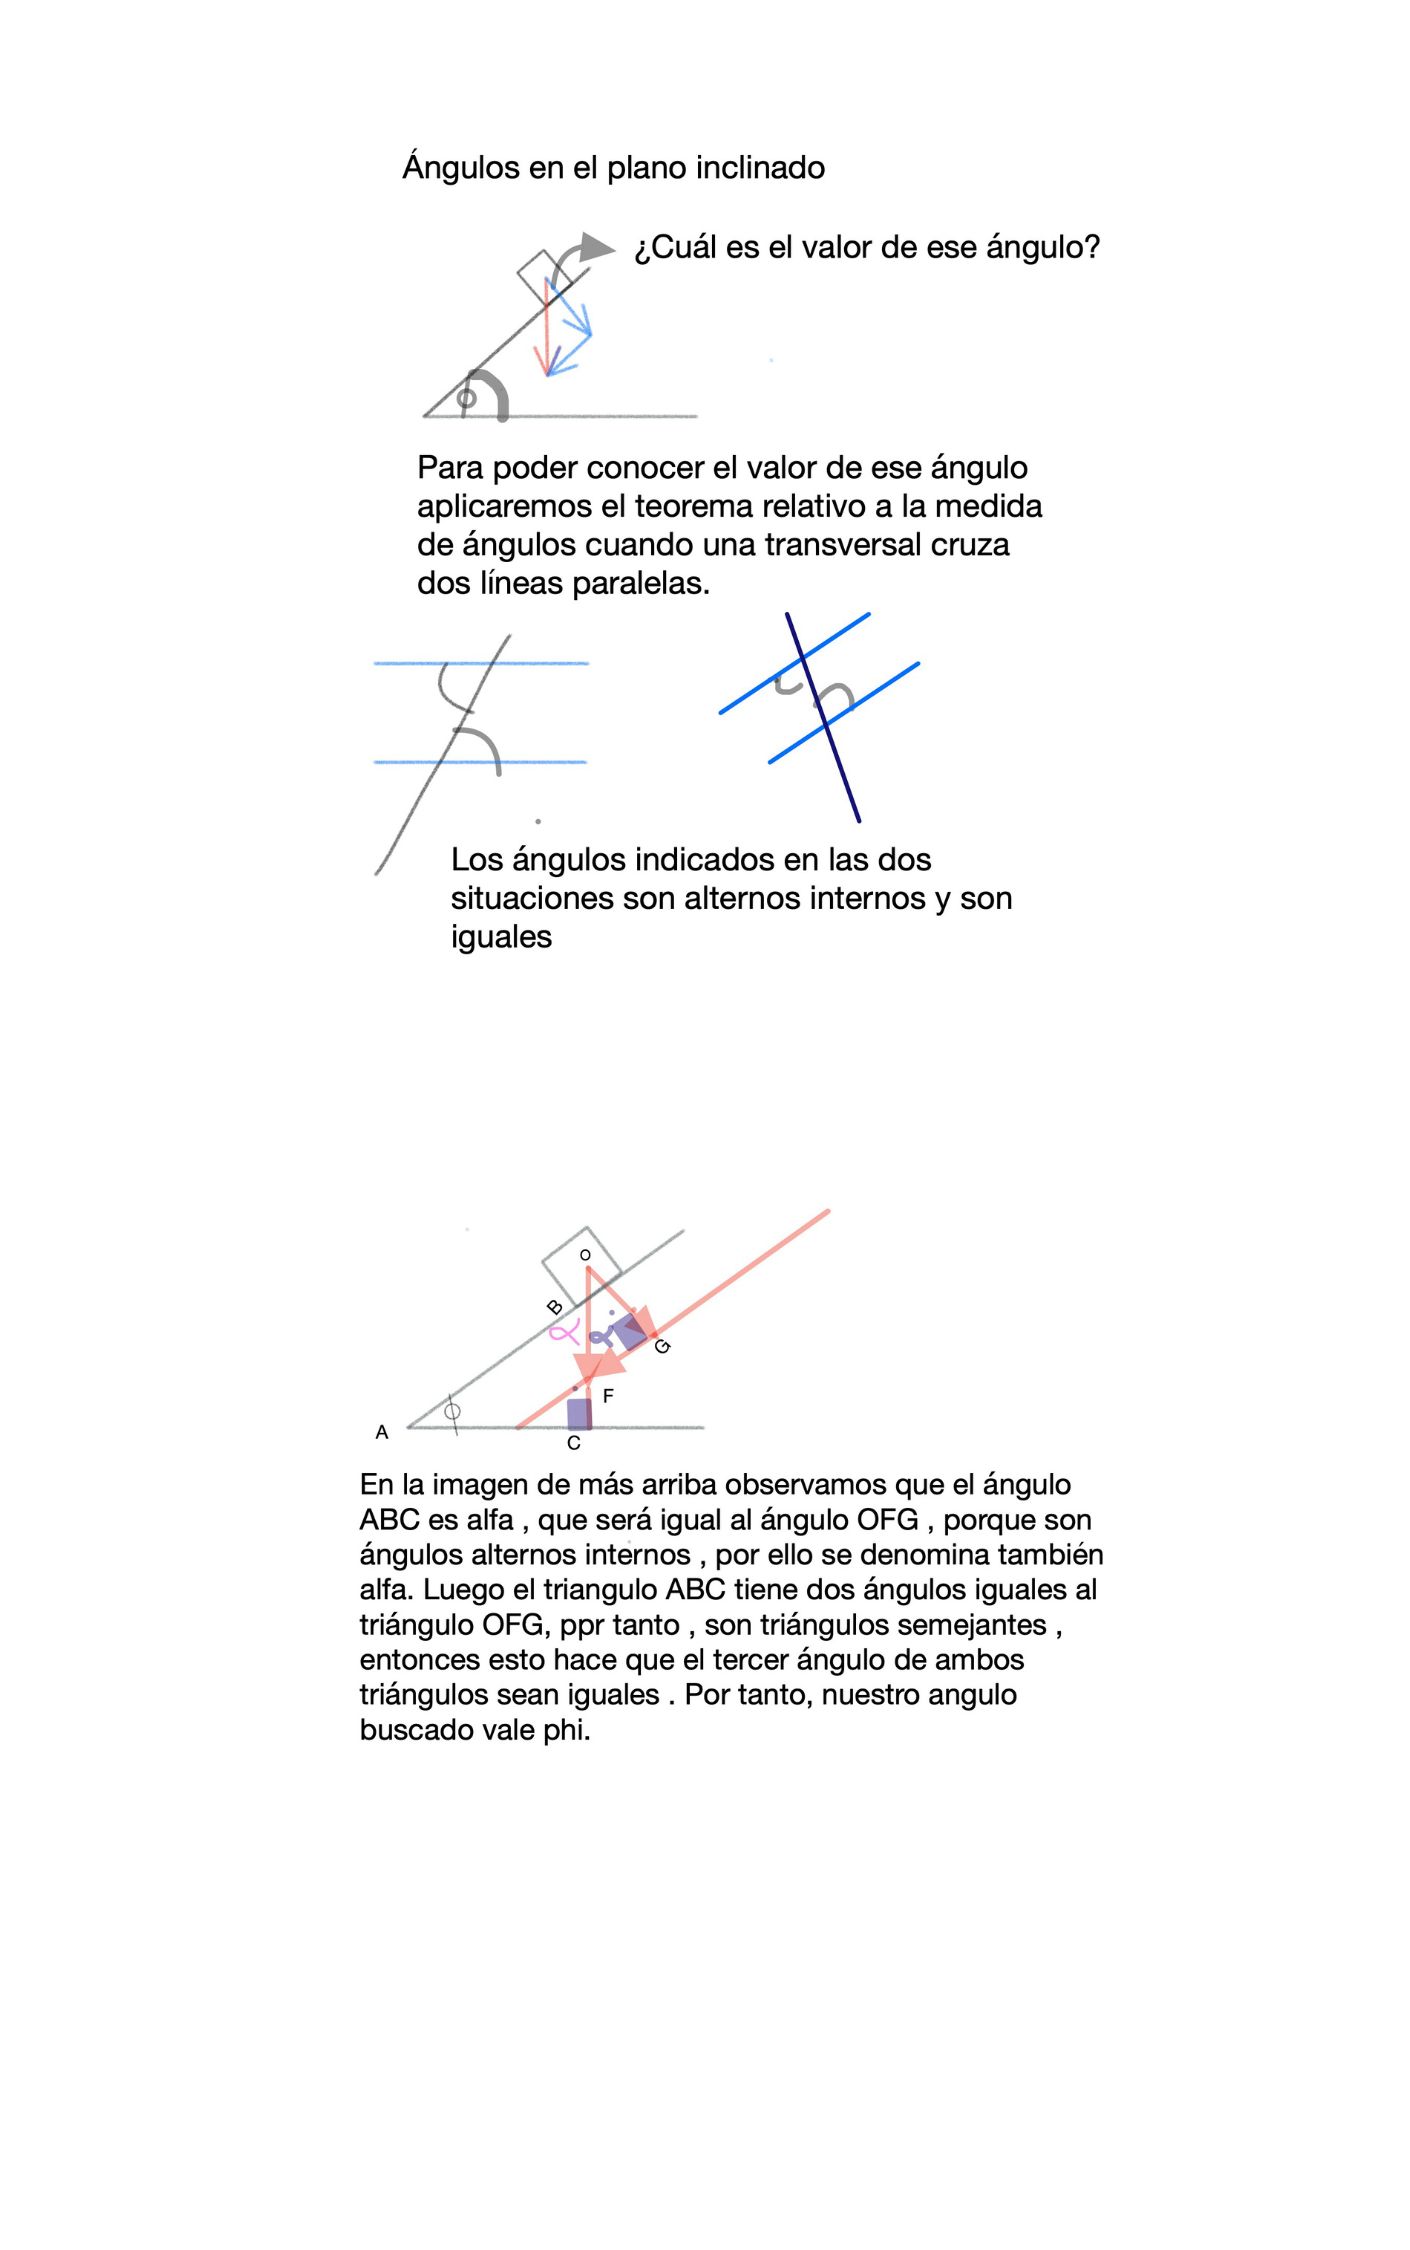 Ángulos en el plano inclinado
¿Cuál es el valor de ese ángulo?
Φ
Para poder conocer el valor de ese ángulo
aplicaremos el teorema relativo a la medida
de ángulos cuando una transversal cruza
dos líneas paralelas.
Los ángulos indicados en las dos
situaciones son alternos internos y son
iguales
O
B
α
α
G
F
Φ
A
C
En la imagen de más arriba observamos que el ángulo
ABC es alfa , que será igual al ángulo OFG , porque son
ángulos alternos internos , por ello se denomina también
alfa. Luego el triangulo ABC tiene dos ángulos iguales al
triángulo OFG, ppr tanto , son triángulos semejantes ,
entonces esto hace que el tercer ángulo de ambos
triángulos sean iguales . Por tanto, nuestro angulo
buscado vale phi.